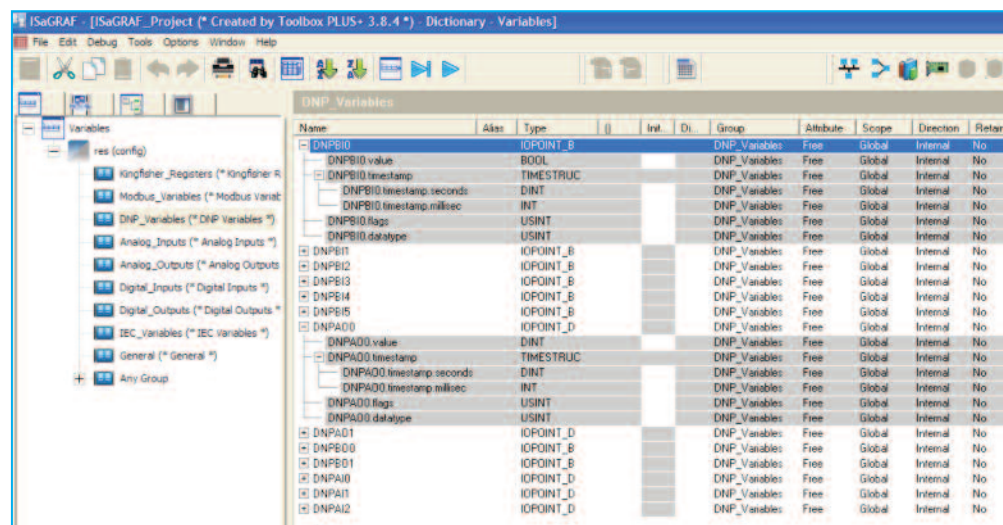 ISaGRAF - [ISaGRAF_Project (* Created by Toolbox PLUS+ 3.8.4 *) - Dictionary - Variables]
File Edit Debug Tools Options Window Help
DNP_Variables
Variables
res (config)
Kingfisher_Registers (* Kingfisher R
Modbus_Variables (* Modbus Variabl
DNP_Variables (* DNP Variables *)
Analog_Inputs (* Analog Inputs *)
Analog_Outputs (* Analog Outputs
Digital_Inputs (* Digital Inputs *)
Digital_Outputs (* Digital Outputs *
IEC_Variables (* IEC Variables *)
General (* General *)
Any Group
Name Alias Type () Init... Di... Group Attribute Scope Direction Retain
DNPBI0 IOPOINT_B DNP_Variables Free Global Internal No
DNPBI0.value BOOL DNP_Variables Free Global Internal No
DNPBI0.timestamp TIMESTRUC DNP_Variables Free Global Internal No
DNPBI0.timestamp.seconds DINT DNP_Variables Free Global Internal No
DNPBI0.timestamp.millisec INT DNP_Variables Free Global Internal No
DNPBI0.flags USINT DNP_Variables Free Global Internal No
DNPBI0.datatype USINT DNP_Variables Free Global Internal No
DNPBI1 IOPOINT_B DNP_Variables Free Global Internal No
DNPBI2 IOPOINT_B DNP_Variables Free Global Internal No
DNPBI3 IOPOINT_B DNP_Variables Free Global Internal No
DNPBI4 IOPOINT_B DNP_Variables Free Global Internal No
DNPBI5 IOPOINT_B DNP_Variables Free Global Internal No
DNPAO0 IOPOINT_D DNP_Variables Free Global Internal No
DNPAO0.value DINT DNP_Variables Free Global Internal No
DNPAO0.timestamp TIMESTRUC DNP_Variables Free Global Internal No
DNPAO0.timestamp.seconds DINT DNP_Variables Free Global Internal No
DNPAO0.timestamp.millisec INT DNP_Variables Free Global Internal No
DNPAO0.flags USINT DNP_Variables Free Global Internal No
DNPAO0.datatype USINT DNP_Variables Free Global Internal No
DNPAO1 IOPOINT_D DNP_Variables Free Global Internal No
DNPBO0 IOPOINT_B DNP_Variables Free Global Internal No
DNPBO1 IOPOINT_B DNP_Variables Free Global Internal No
DNPAI0 IOPOINT_D DNP_Variables Free Global Internal No
DNPAI1 IOPOINT_D DNP_Variables Free Global Internal No
DNPAI2 IOPOINT_D DNP_Variables Free Global Internal No